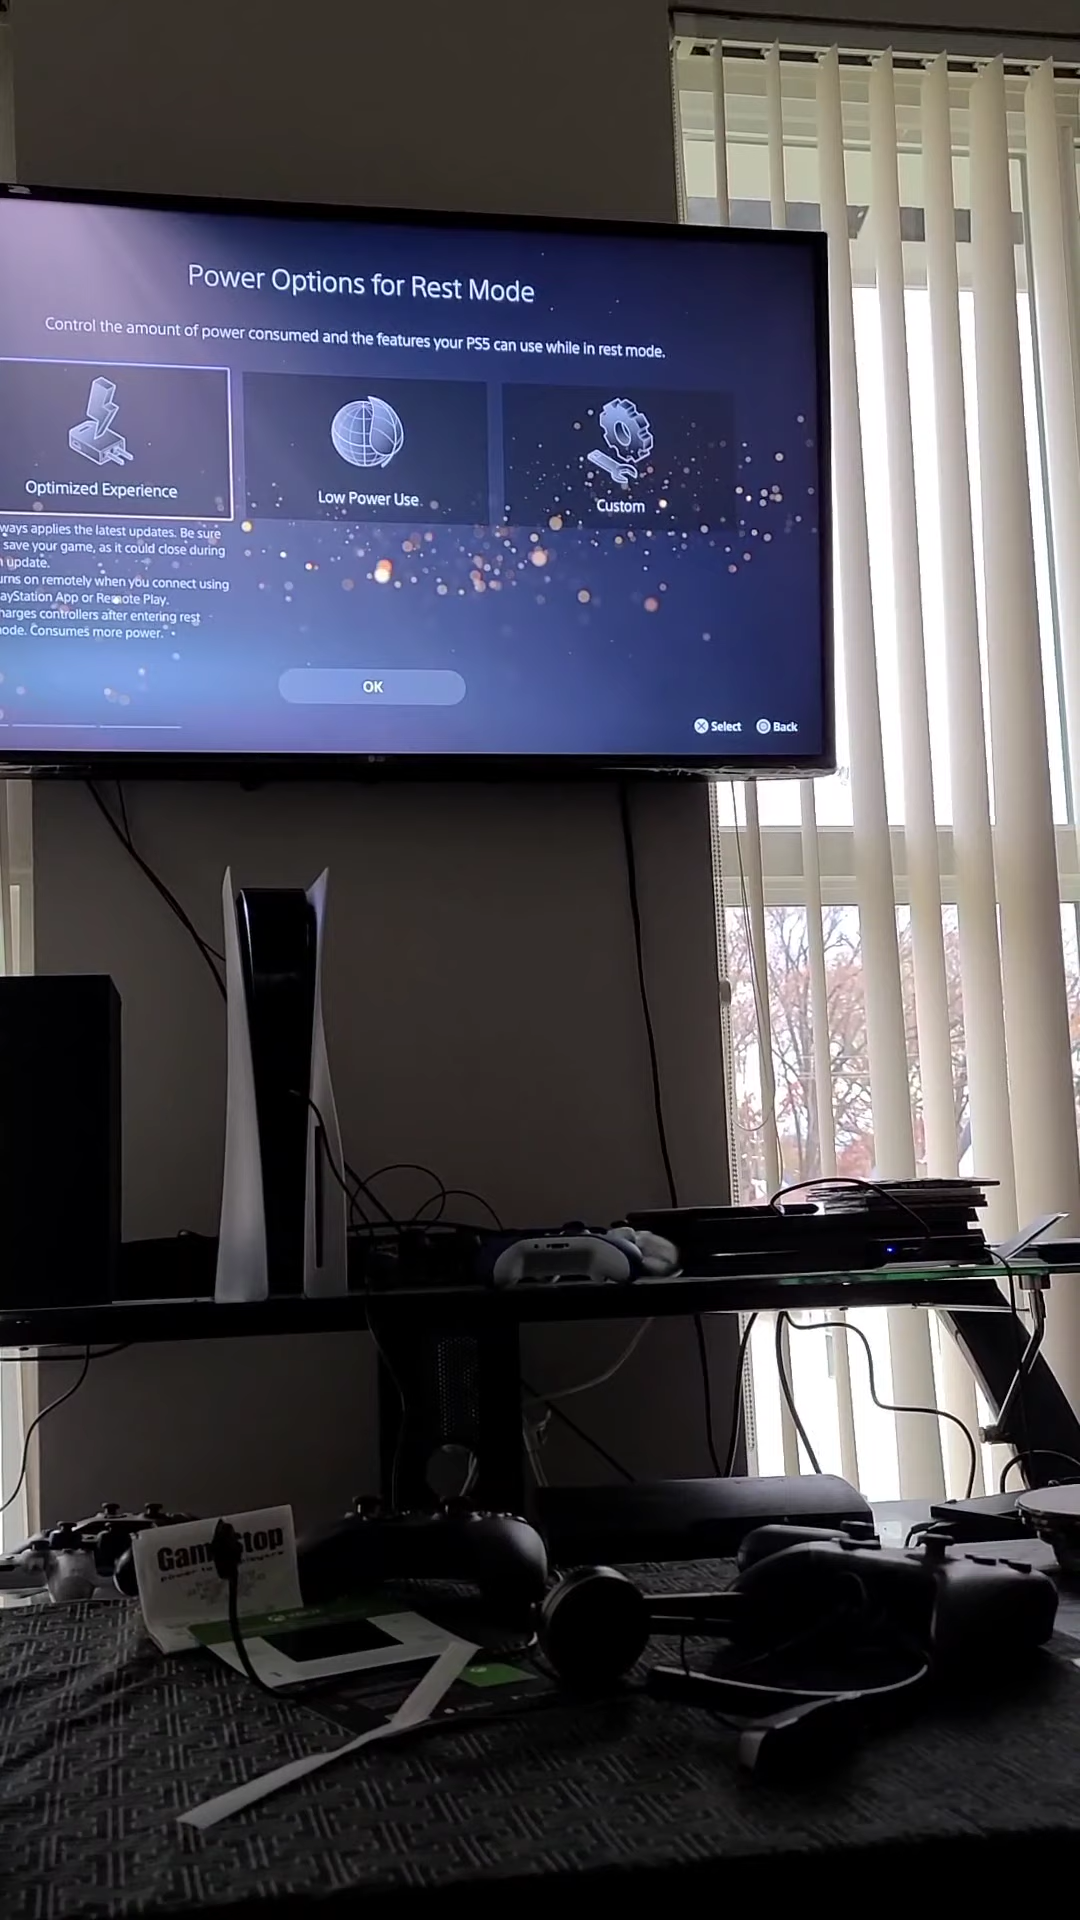 Power Options for Rest Mode
Control the amount of power consumed and the features your PS5 can use while in rest mode.
Optimized Experience
Low Power Use
Custom
ways applies the latest updates. Be sure
save your game, as it could close during
update.
urns on remotely when you connect using
ayStation App or Remote Play.
harges controllers after entering rest
ode. Consumes more power.
OK
Select
Back
GameStop